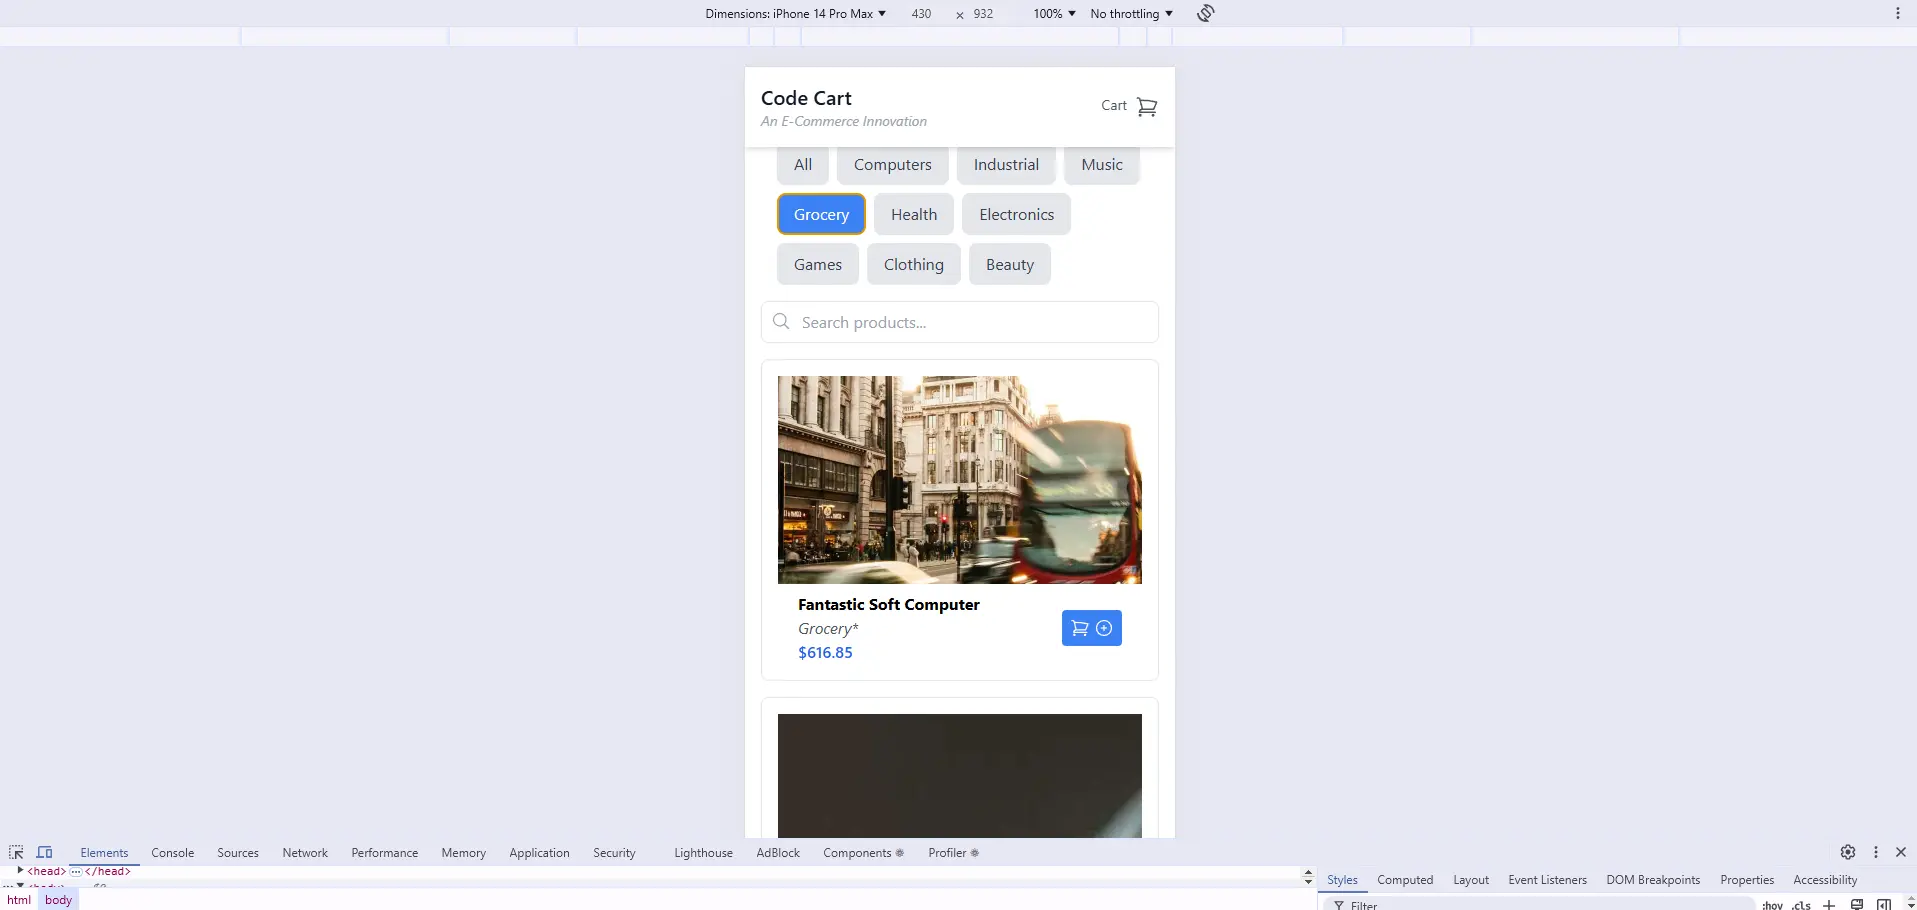 Dimensions: iPhone 14 Pro Max 430 × 932 100% No throttling
Code Cart
An E-Commerce Innovation
Cart
All Computers Industrial Music
Grocery Health Electronics
Games Clothing Beauty
Search products...
Fantastic Soft Computer
Grocery*
$616.85
Elements Console Sources Network Performance Memory Application Security Lighthouse AdBlock Components Profiler
<head> ... </head>
html body
Styles Computed Layout Event Listeners DOM Breakpoints Properties Accessibility
Filter :hov .cls